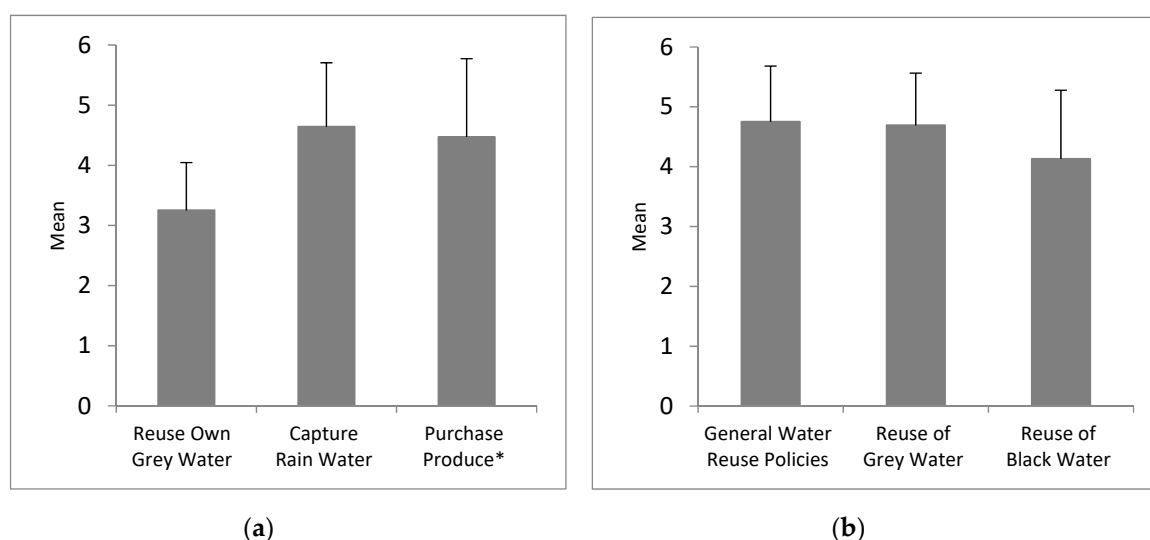 6
5
4
3
2
1
0
Mean
Reuse Own
Grey Water
Capture
Rain Water
Purchase
Produce*
(a)
6
5
4
3
2
1
0
Mean
General Water
Reuse Policies
Reuse of
Grey Water
Reuse of
Black Water
(b)